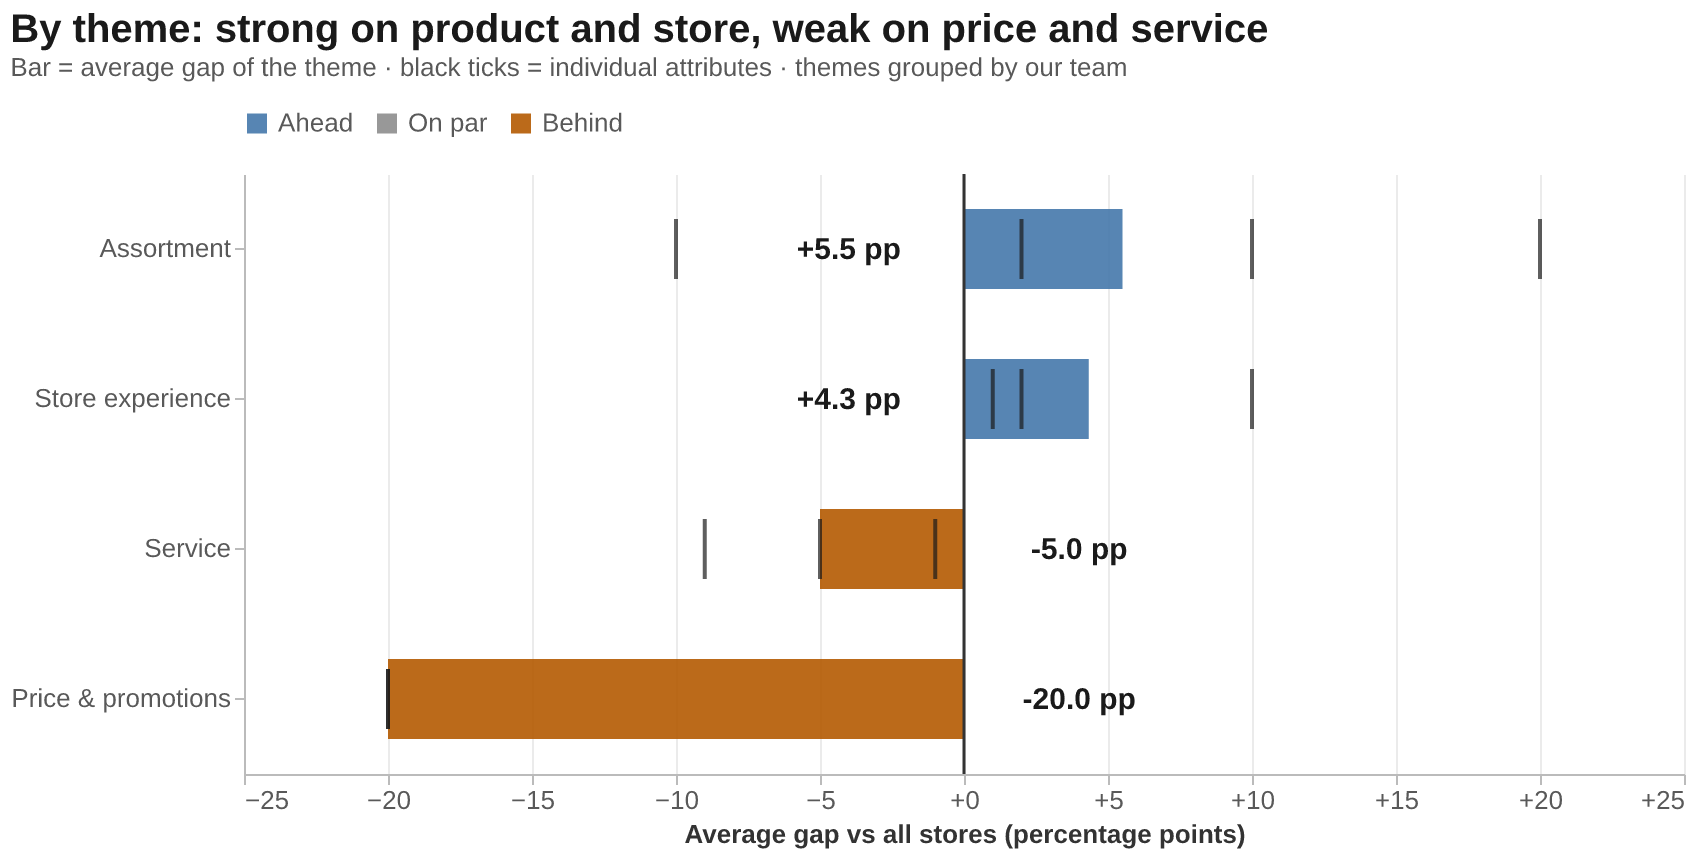 By theme: strong on product and store, weak on price and service
Bar = average gap of the theme · black ticks = individual attributes · themes grouped by our team
Ahead On par Behind
Assortment +5.5 pp
Store experience +4.3 pp
Service -5.0 pp
Price & promotions -20.0 pp
−25 −20 −15 −10 −5 +0 +5 +10 +15 +20 +25
Average gap vs all stores (percentage points)